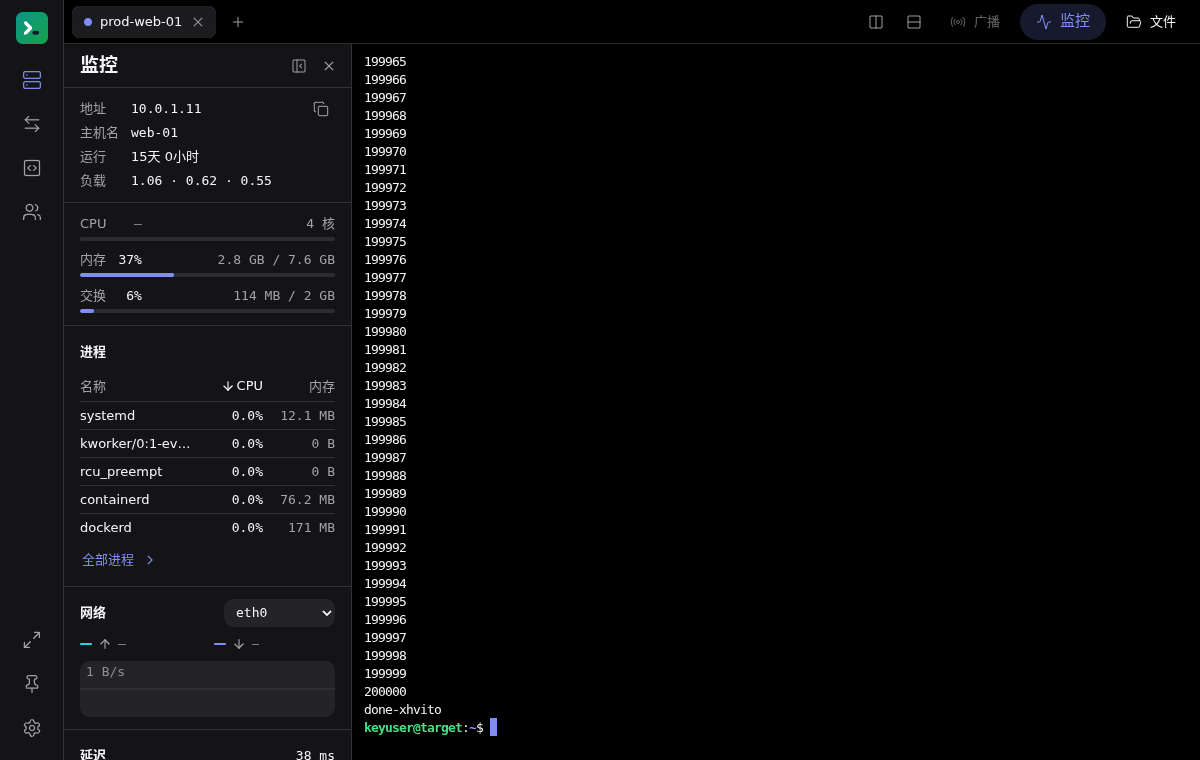 prod-web-01
广播
监控
文件
监控
地址 10.0.1.11
主机名 web-01
运行 15天 0小时
负载 1.06 · 0.62 · 0.55
CPU — 4 核
内存 37% 2.8 GB / 7.6 GB
交换 6% 114 MB / 2 GB
进程
名称 CPU 内存
systemd 0.0% 12.1 MB
kworker/0:1-ev… 0.0% 0 B
rcu_preempt 0.0% 0 B
containerd 0.0% 76.2 MB
dockerd 0.0% 171 MB
全部进程
网络 eth0
— —
1 B/s
延迟 38 ms
199965
199966
199967
199968
199969
199970
199971
199972
199973
199974
199975
199976
199977
199978
199979
199980
199981
199982
199983
199984
199985
199986
199987
199988
199989
199990
199991
199992
199993
199994
199995
199996
199997
199998
199999
200000
done-xhvito
keyuser@target:~$